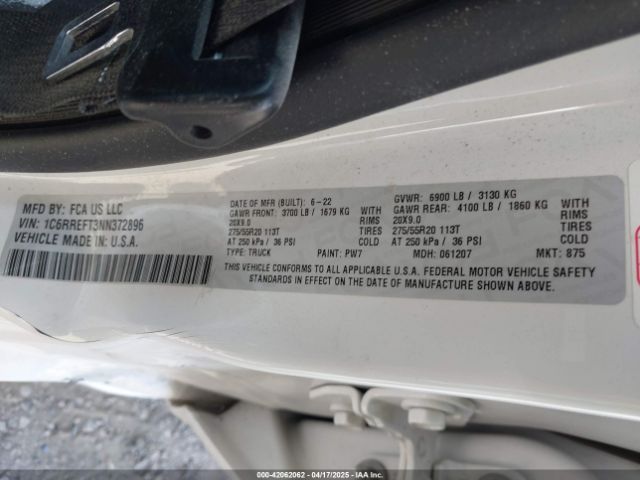 MFD BY: FCA US LLC
VIN: 1C6RREFT3NN372896
VEHICLE MADE IN: U.S.A.
DATE OF MFR (BUILT): 6-22
GAWR FRONT: 3700 LB / 1679 KG WITH
20X9.0 RIMS
275/55R20 113T TIRES
AT 250 kPa / 36 PSI COLD
TYPE: TRUCK PAINT: PW7
GVWR: 6900 LB / 3130 KG
GAWR REAR: 4100 LB / 1860 KG WITH
20X9.0 RIMS
275/55R20 113T TIRES
AT 250 kPa / 36 PSI COLD
MDH: 061207 MKT: 875
THIS VEHICLE CONFORMS TO ALL APPLICABLE U.S.A. FEDERAL MOTOR VEHICLE SAFETY
STANDARDS IN EFFECT ON THE DATE OF MANUFACTURE SHOWN ABOVE.
000-42062062 - 04/17/2025 - IAAI.COM